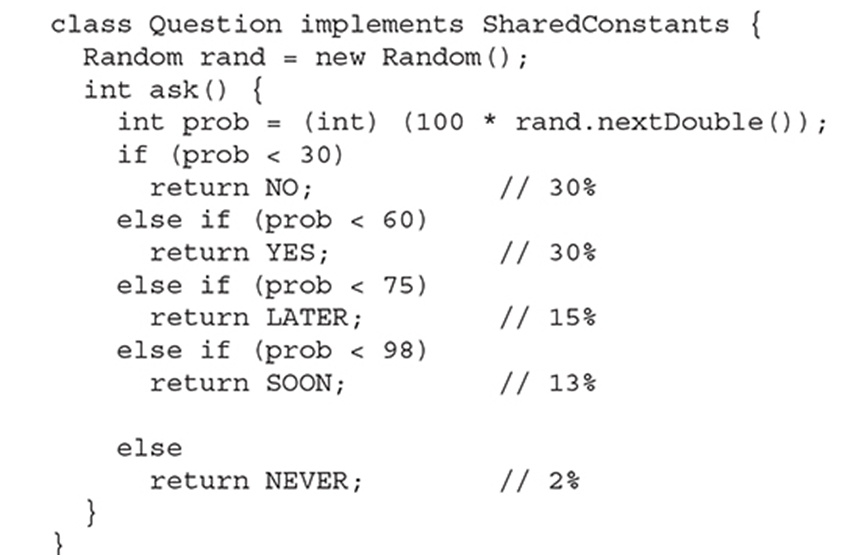 class Question implements SharedConstants {
  Random rand = new Random();
  int ask() {
    int prob = (int) (100 * rand.nextDouble());
    if (prob < 30)
      return NO;           // 30%
    else if (prob < 60)
      return YES;          // 30%
    else if (prob < 75)
      return LATER;        // 15%
    else if (prob < 98)
      return SOON;         // 13%
    else
      return NEVER;        // 2%
  }
}